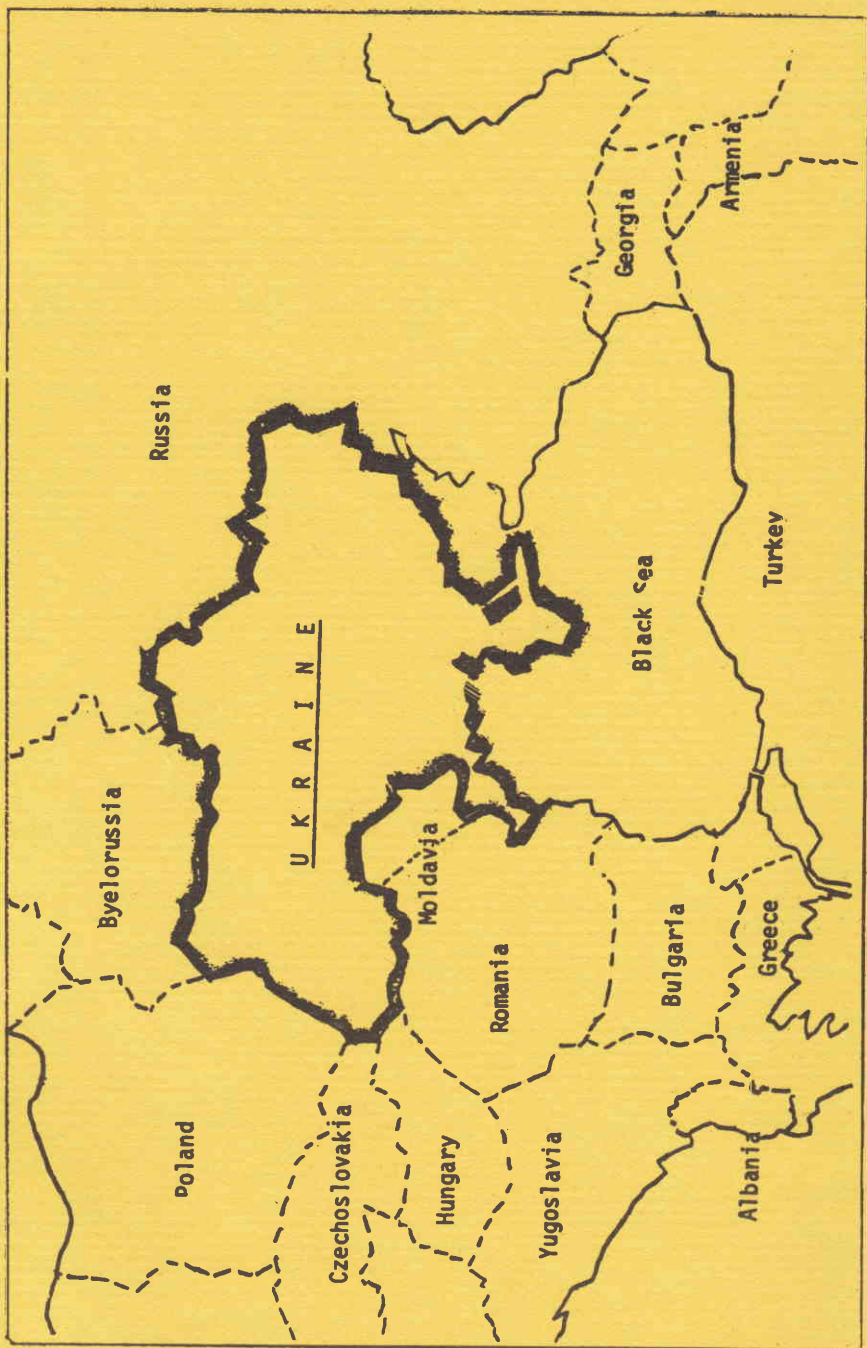 Byelorussia
Russia
Poland
U K R A I N E
Czechoslovakia
Moldavia
Hungary
Romania
Yugoslavia
Georgia
Black Sea
Bulgaria
Armenia
Albania
Greece
Turkey